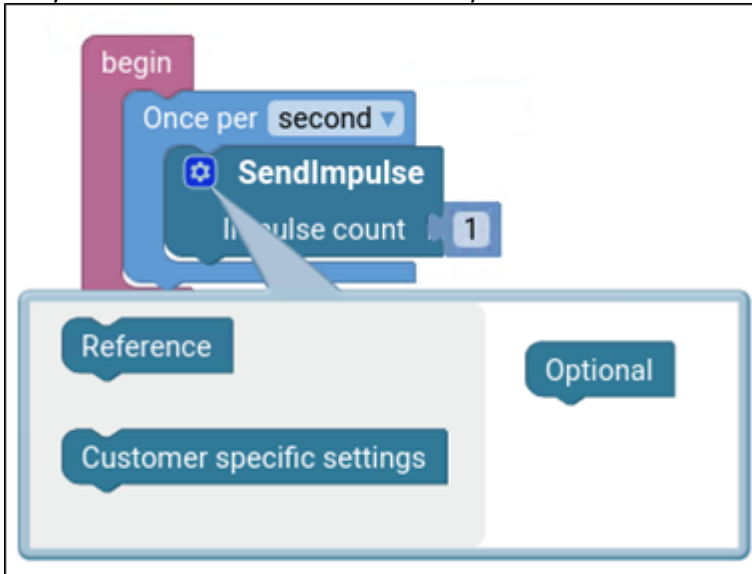 begin
Once per second
SendImpulse
Impulse count 1
Reference
Optional
Customer specific settings